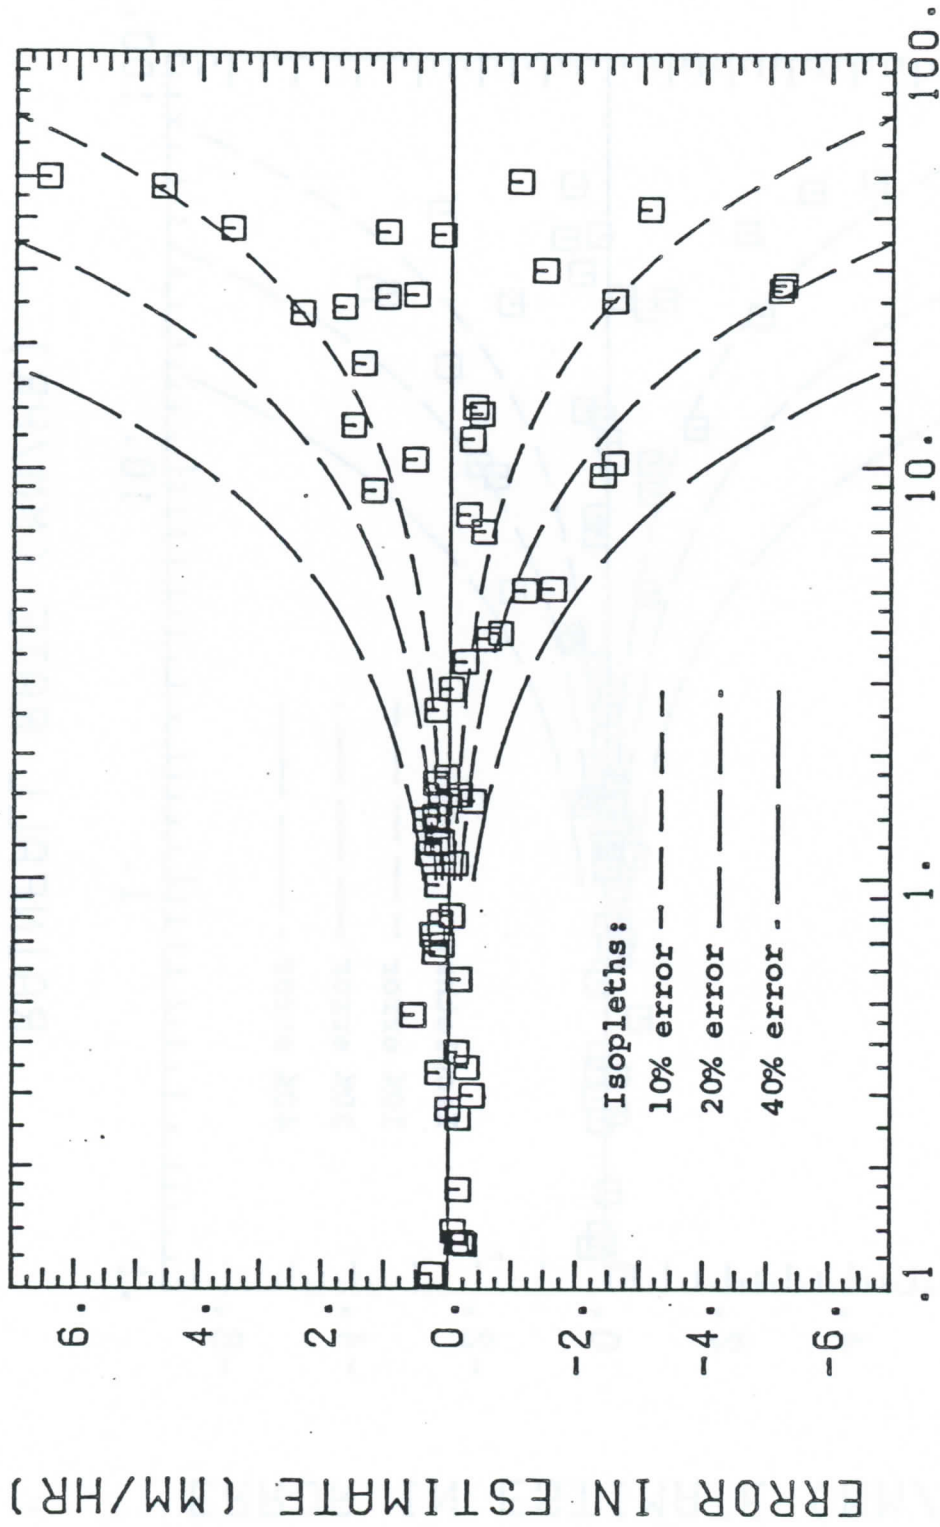 ERROR IN ESTIMATE (MM/HR)
6.
4.
2.
0.
-2.
-4.
-6.
Isopleths:
10% error
20% error
40% error
.1
1.
10.
100.